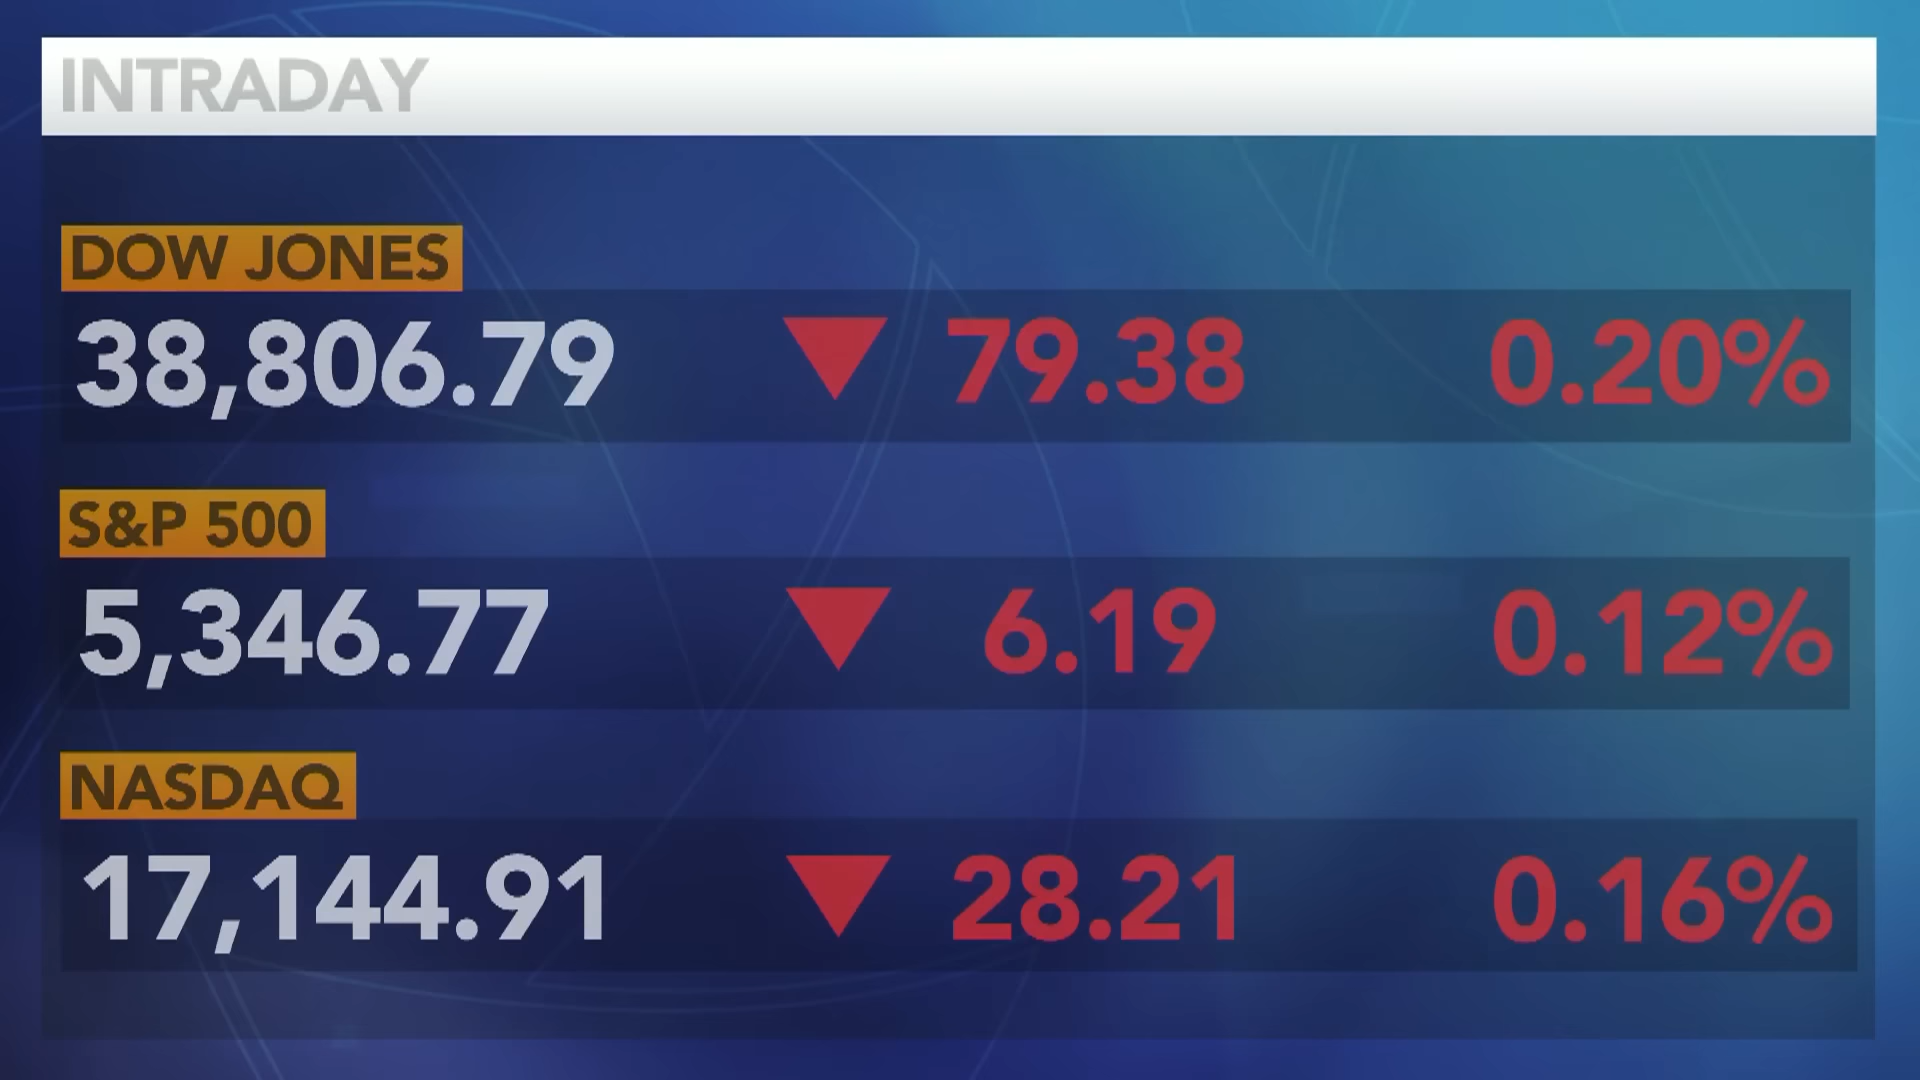 INTRADAY
DOW JONES
38,806.79 ▼ 79.38 0.20%
S&P 500
5,346.77 ▼ 6.19 0.12%
NASDAQ
17,144.91 ▼ 28.21 0.16%